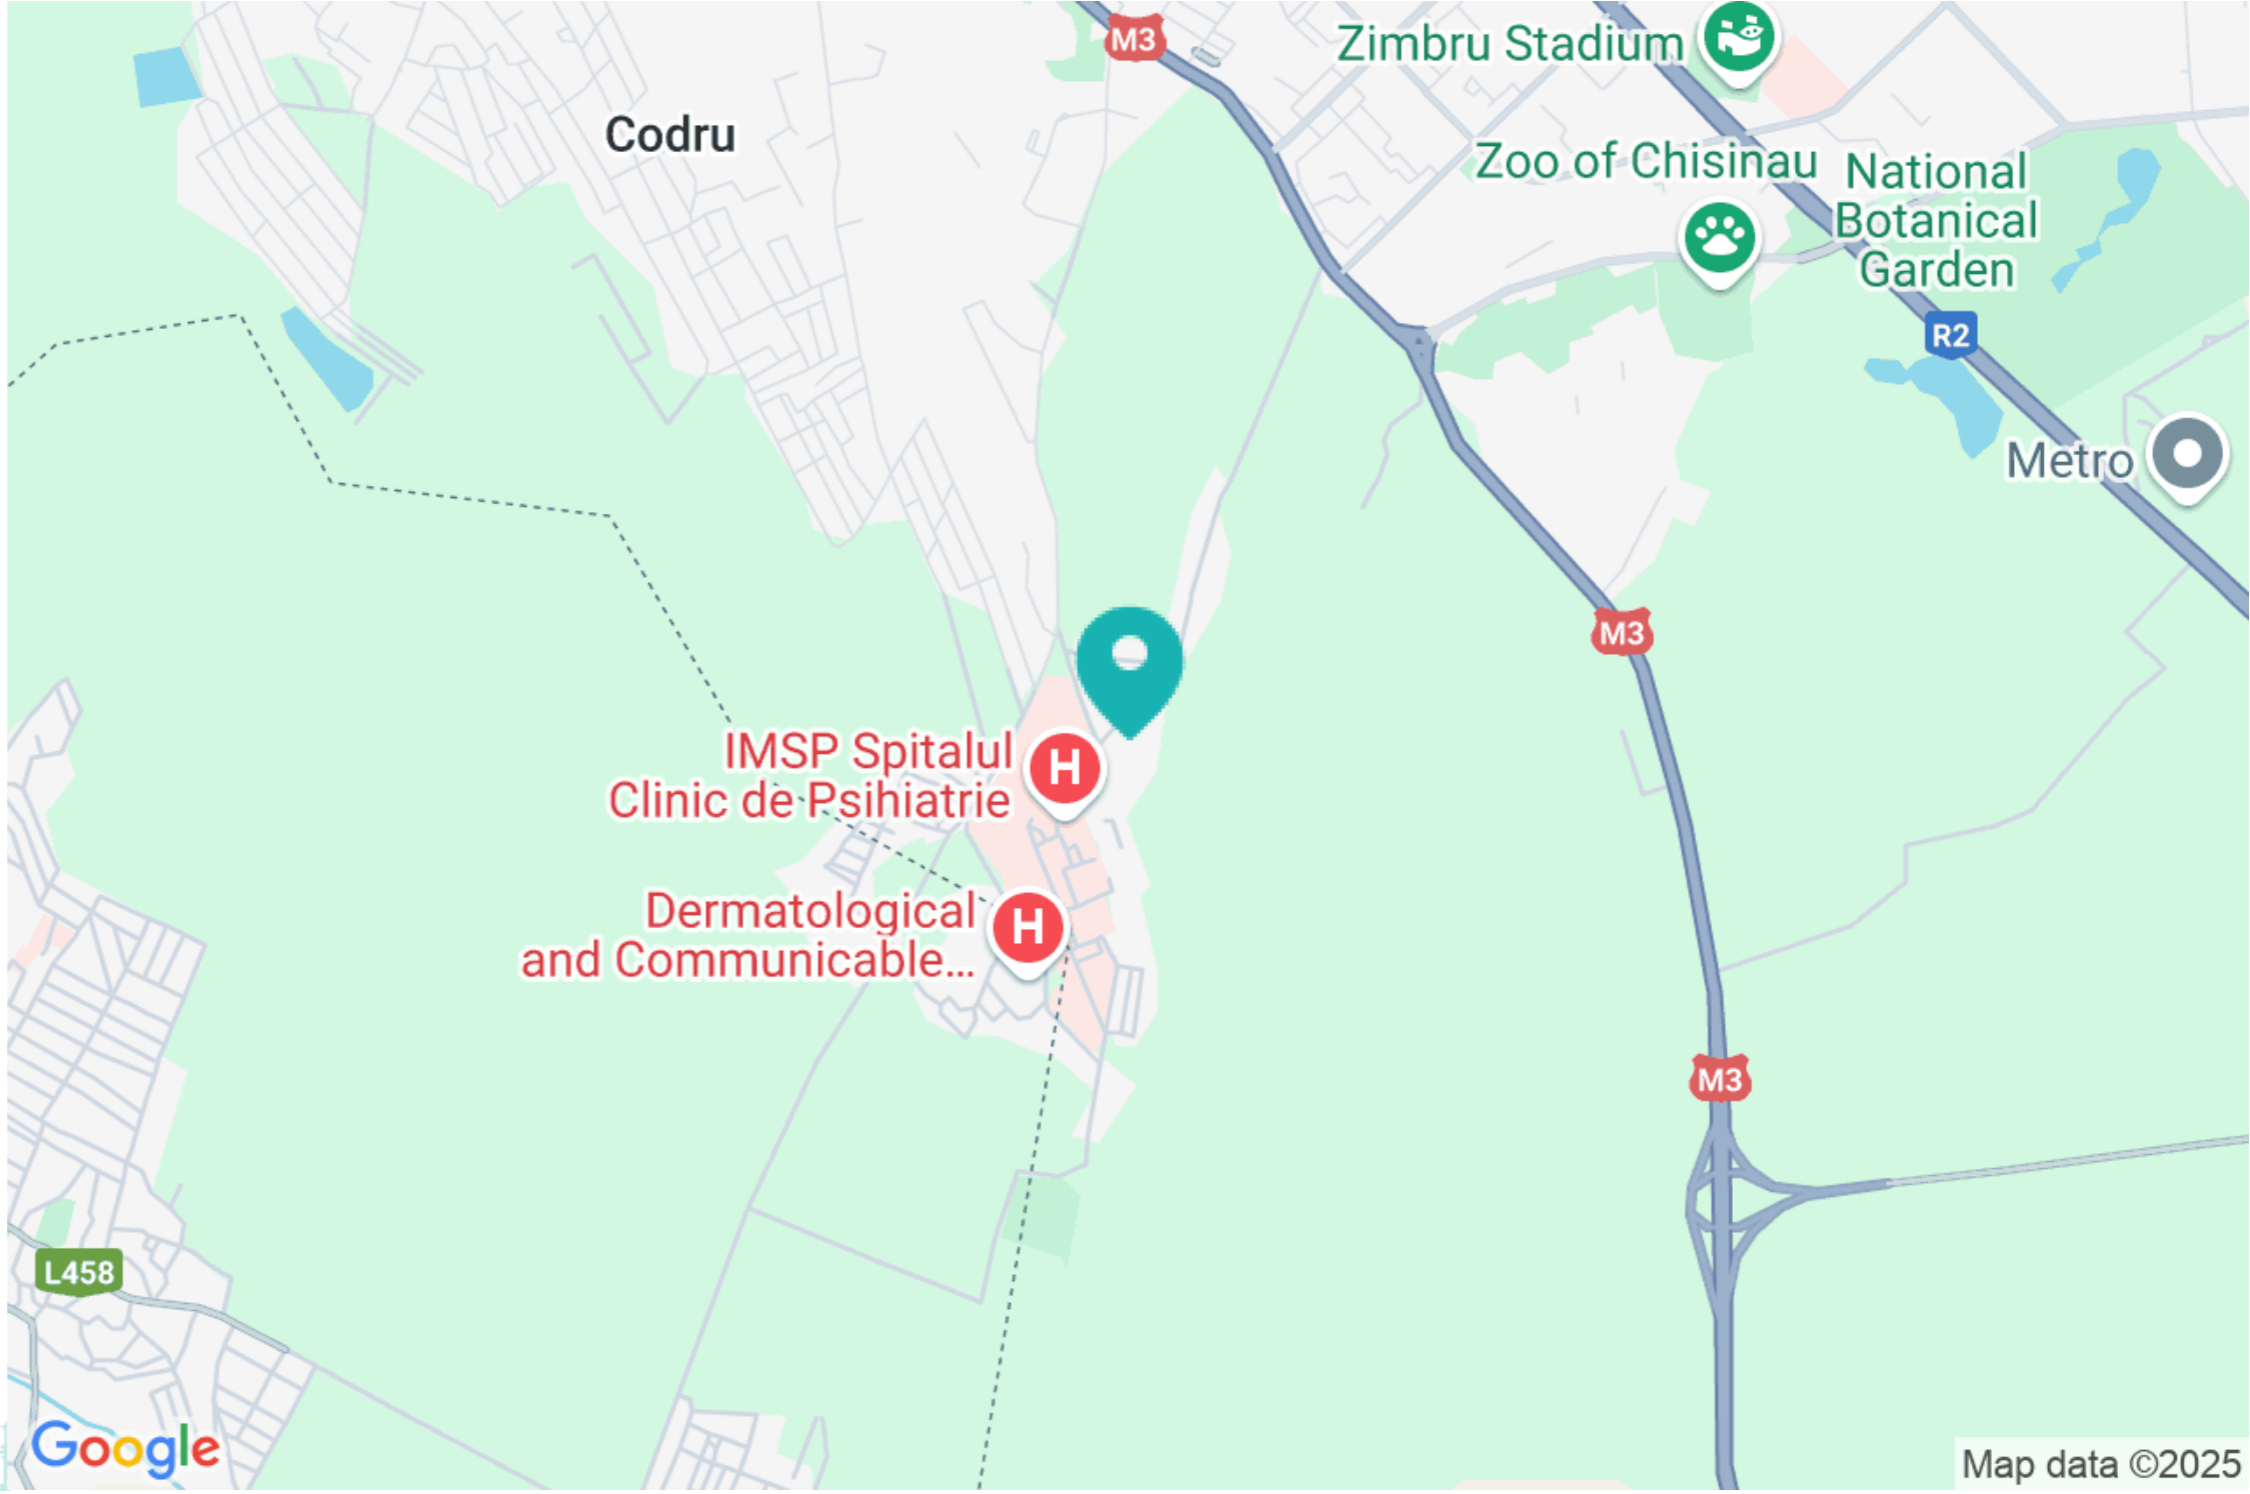 M3
Zimbru Stadium
Codru
Zoo of Chisinau
National
Botanical
Garden
R2
Metro
M3
IMSP Spitalul
Clinic de Psihiatrie
H
Dermatological
and Communicable...
H
M3
L458
Google
Map data ©2025